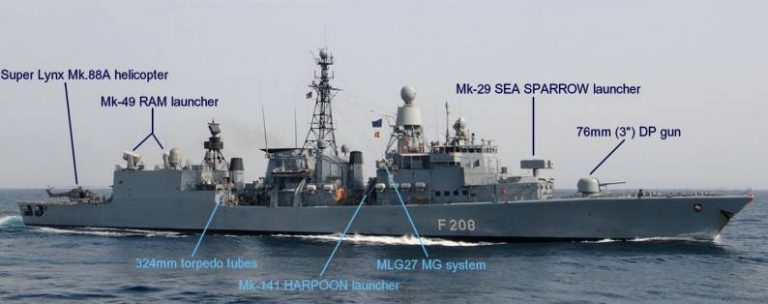 Super Lynx Mk.88A helicopter
Mk-49 RAM launcher
Mk-29 SEA SPARROW launcher
76mm (3") DP gun
F 208
324mm torpedo tubes
Mk-141 HARPOON launcher
MLG27 MG system